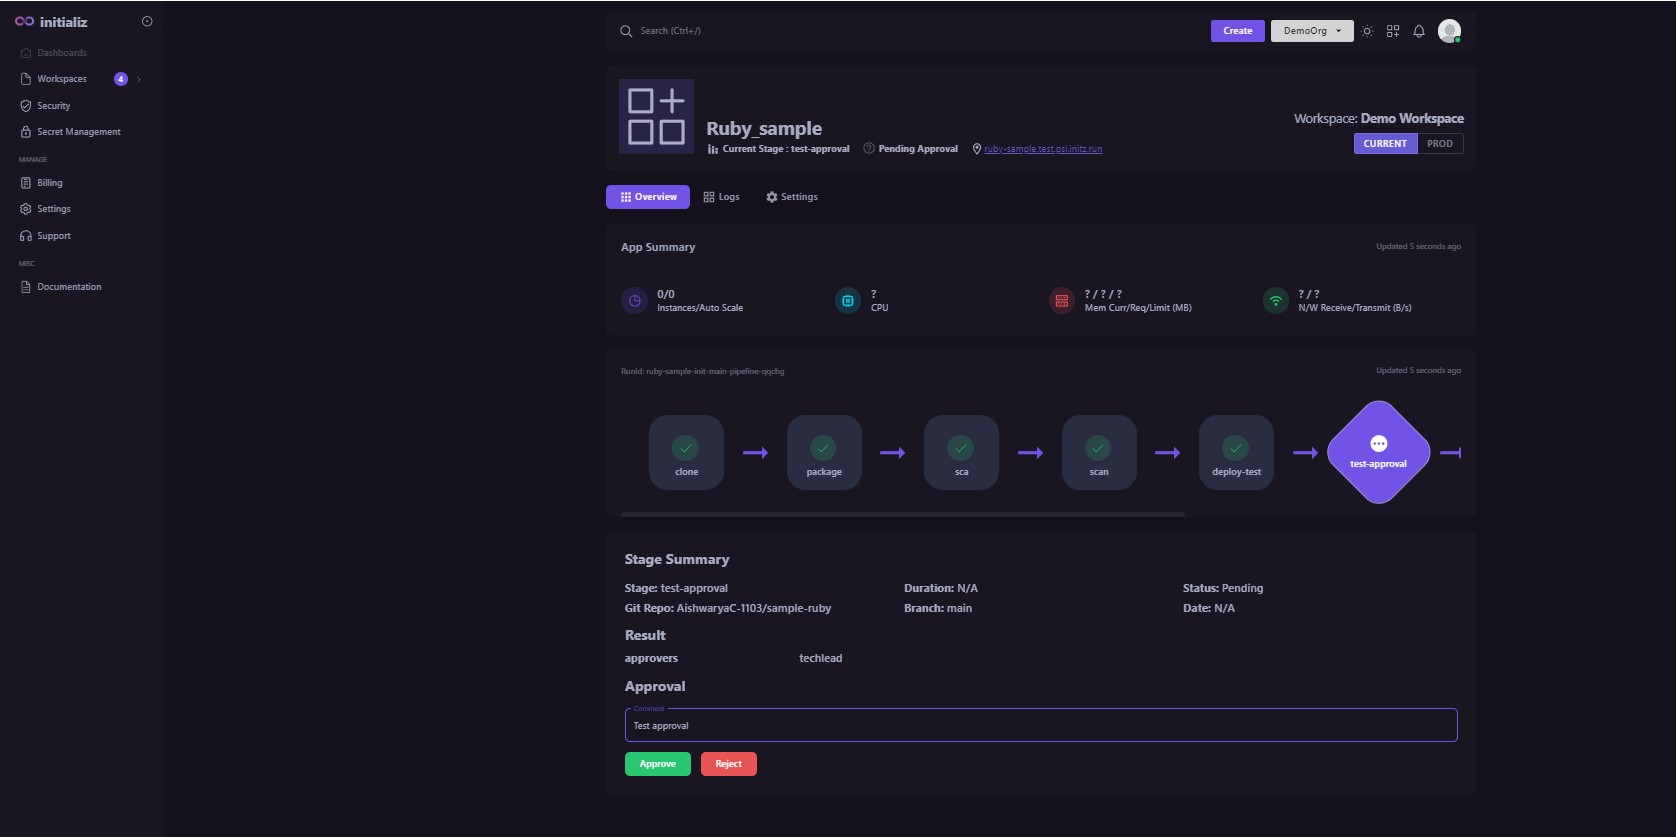 initializ
Dashboards
Workspaces 4
Security
Secret Management
MANAGE
Billing
Settings
Support
MISC
Documentation
Search (Ctrl+/)
Create
DemoOrg
Ruby_sample
Current Stage : test-approval
Pending Approval
ruby-sample.test.psi.initz.run
Workspace: Demo Workspace
CURRENT PROD
Overview
Logs
Settings
App Summary
Updated 5 seconds ago
0/0
Instances/Auto Scale
?
CPU
? / ? / ?
Mem Curr/Req/Limit (MB)
? / ?
N/W Receive/Transmit (B/s)
RunId: ruby-sample-init-main-pipeline-qqcbg
Updated 5 seconds ago
clone
package
sca
scan
deploy-test
test-approval
Stage Summary
Stage: test-approval
Duration: N/A
Status: Pending
Git Repo: AishwaryaC-1103/sample-ruby
Branch: main
Date: N/A
Result
approvers
techlead
Approval
Comment
Test approval
Approve
Reject